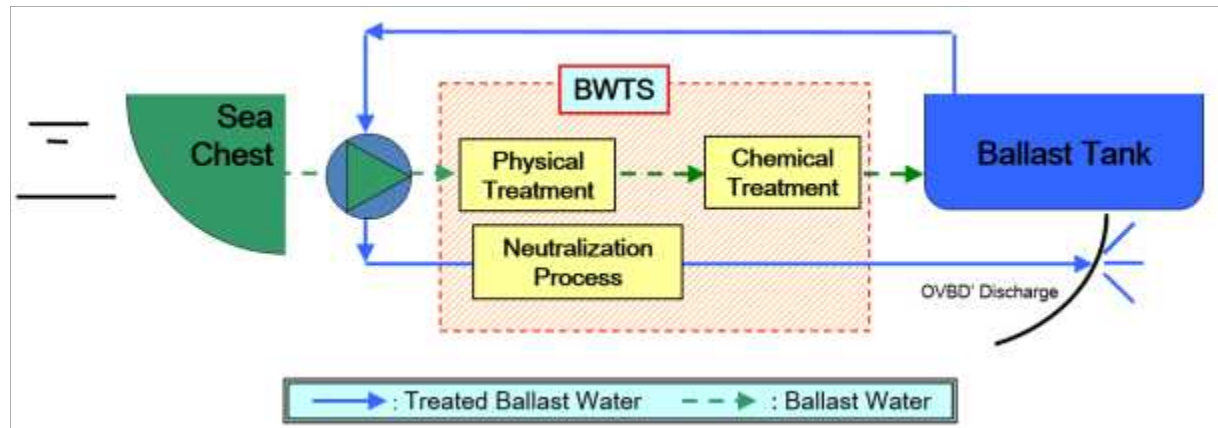 BWTS
Sea
Chest
Physical
Treatment
Chemical
Treatment
Ballast Tank
Neutralization
Process
OVBD' Discharge
: Treated Ballast Water
: Ballast Water